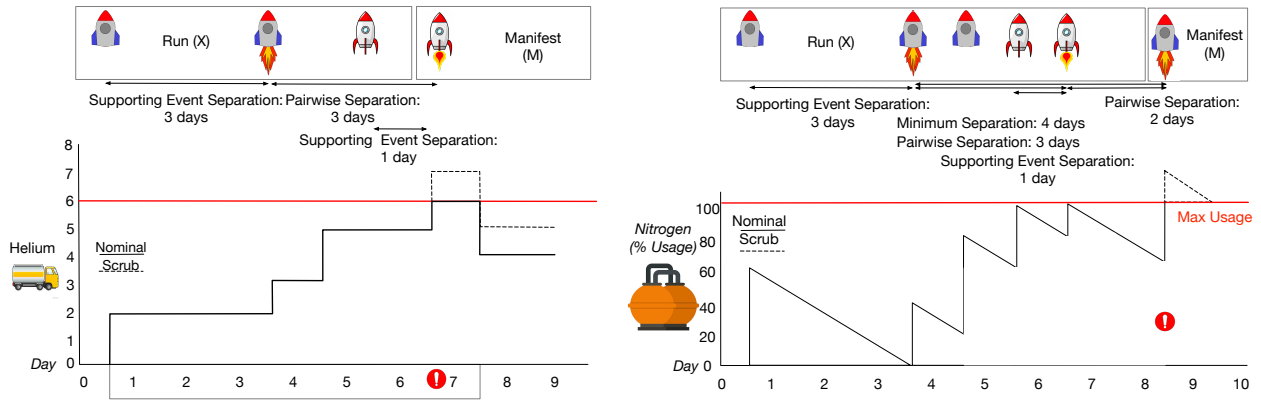 Run (X)
Manifest
(M)
Supporting Event Separation:
3 days
Pairwise Separation:
3 days
Supporting Event Separation:
1 day
8
7
6
5
4
3
2
1
0
Helium
Nominal
Scrub
Day
0 1 2 3 4 5 6 ! 7 8 9
Run (X)
Manifest
(M)
Supporting Event Separation:
3 days
Minimum Separation: 4 days
Pairwise Separation: 3 days
Supporting Event Separation:
1 day
Pairwise Separation:
2 days
100
80
60
40
20
0
Nitrogen
(% Usage)
Nominal
Scrub
Max Usage
!
Day
0 1 2 3 4 5 6 7 8 9 10